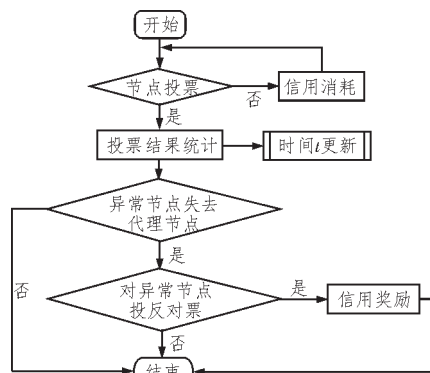 开始
节点投票
信用消耗
否
是
投票结果统计
时间t更新
异常节点失去
代理节点
是
否
对异常节点
投反对票
是
信用奖励
否
结束